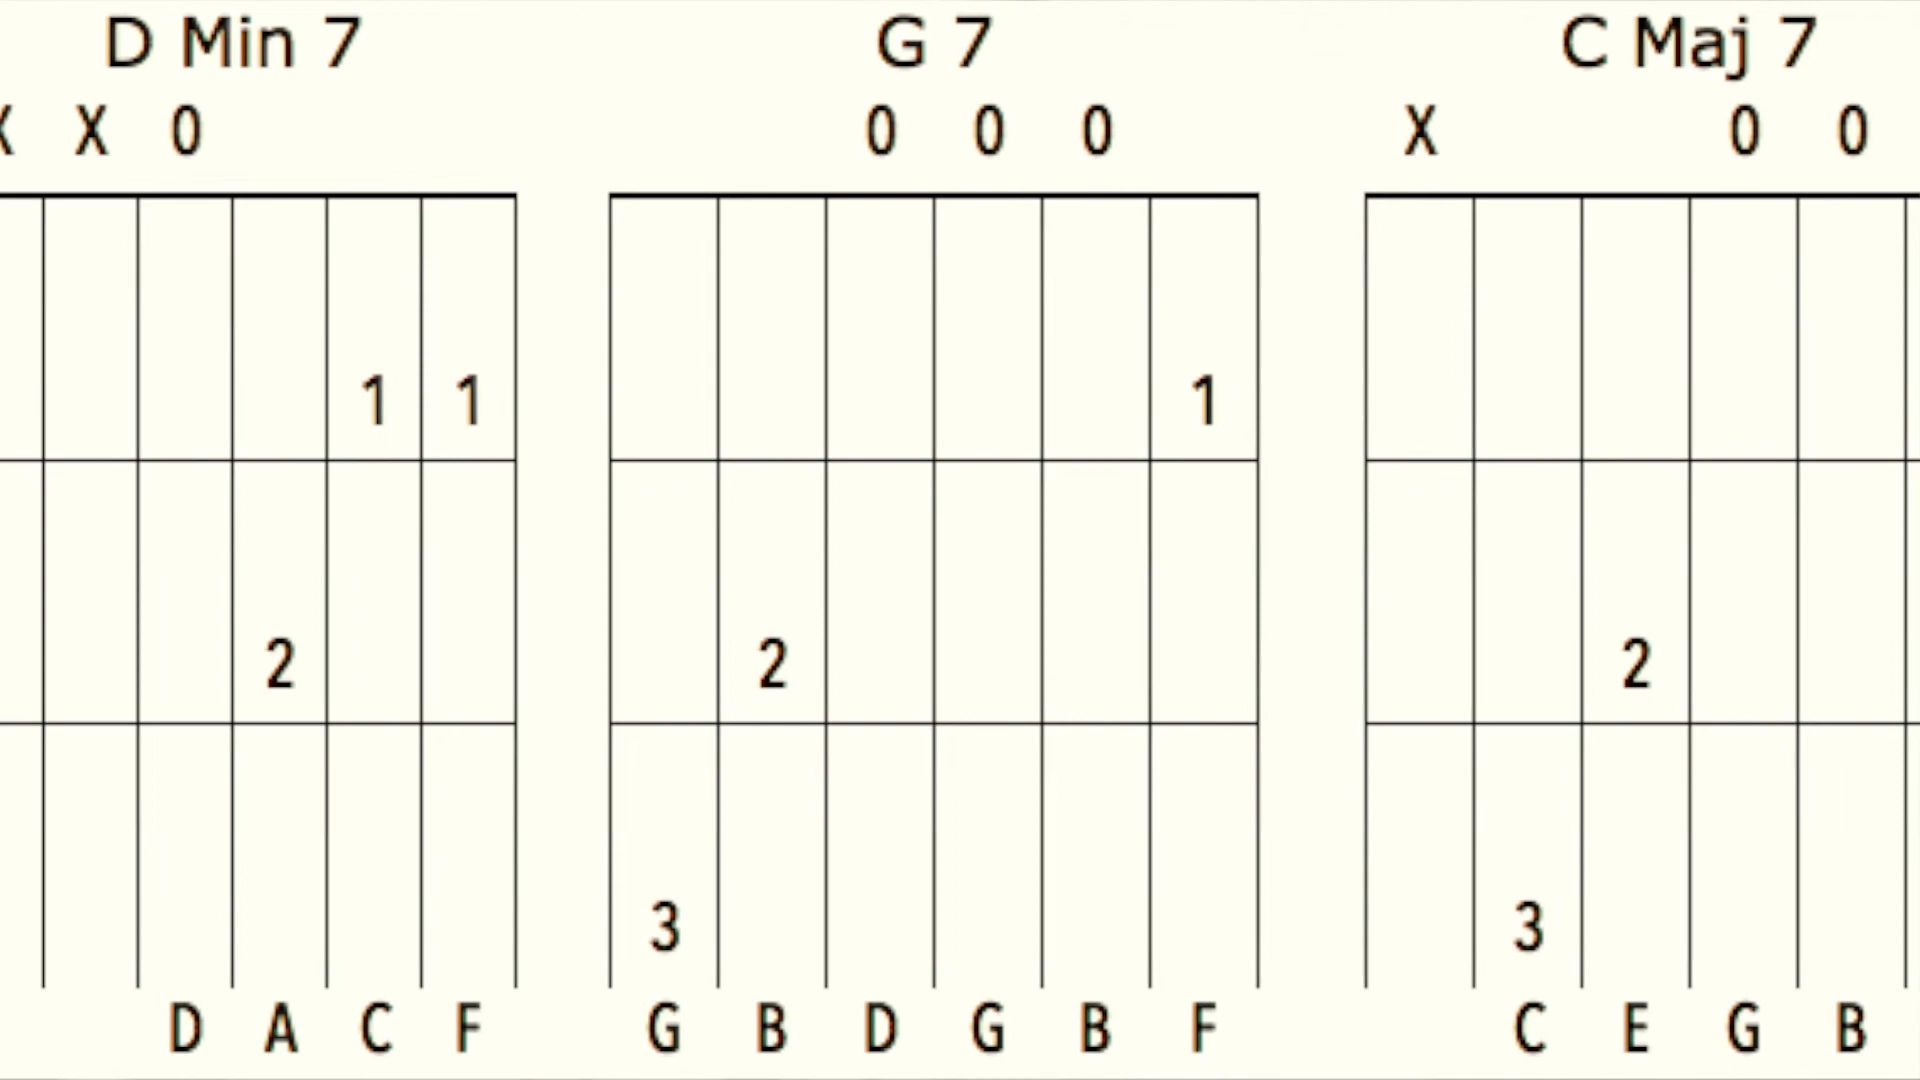 D Min 7 G 7 C Maj 7
X X 0 0 0 0 X 0 0
1 1 1
2 2 2
3 3
D A C F G B D G B F C E G B